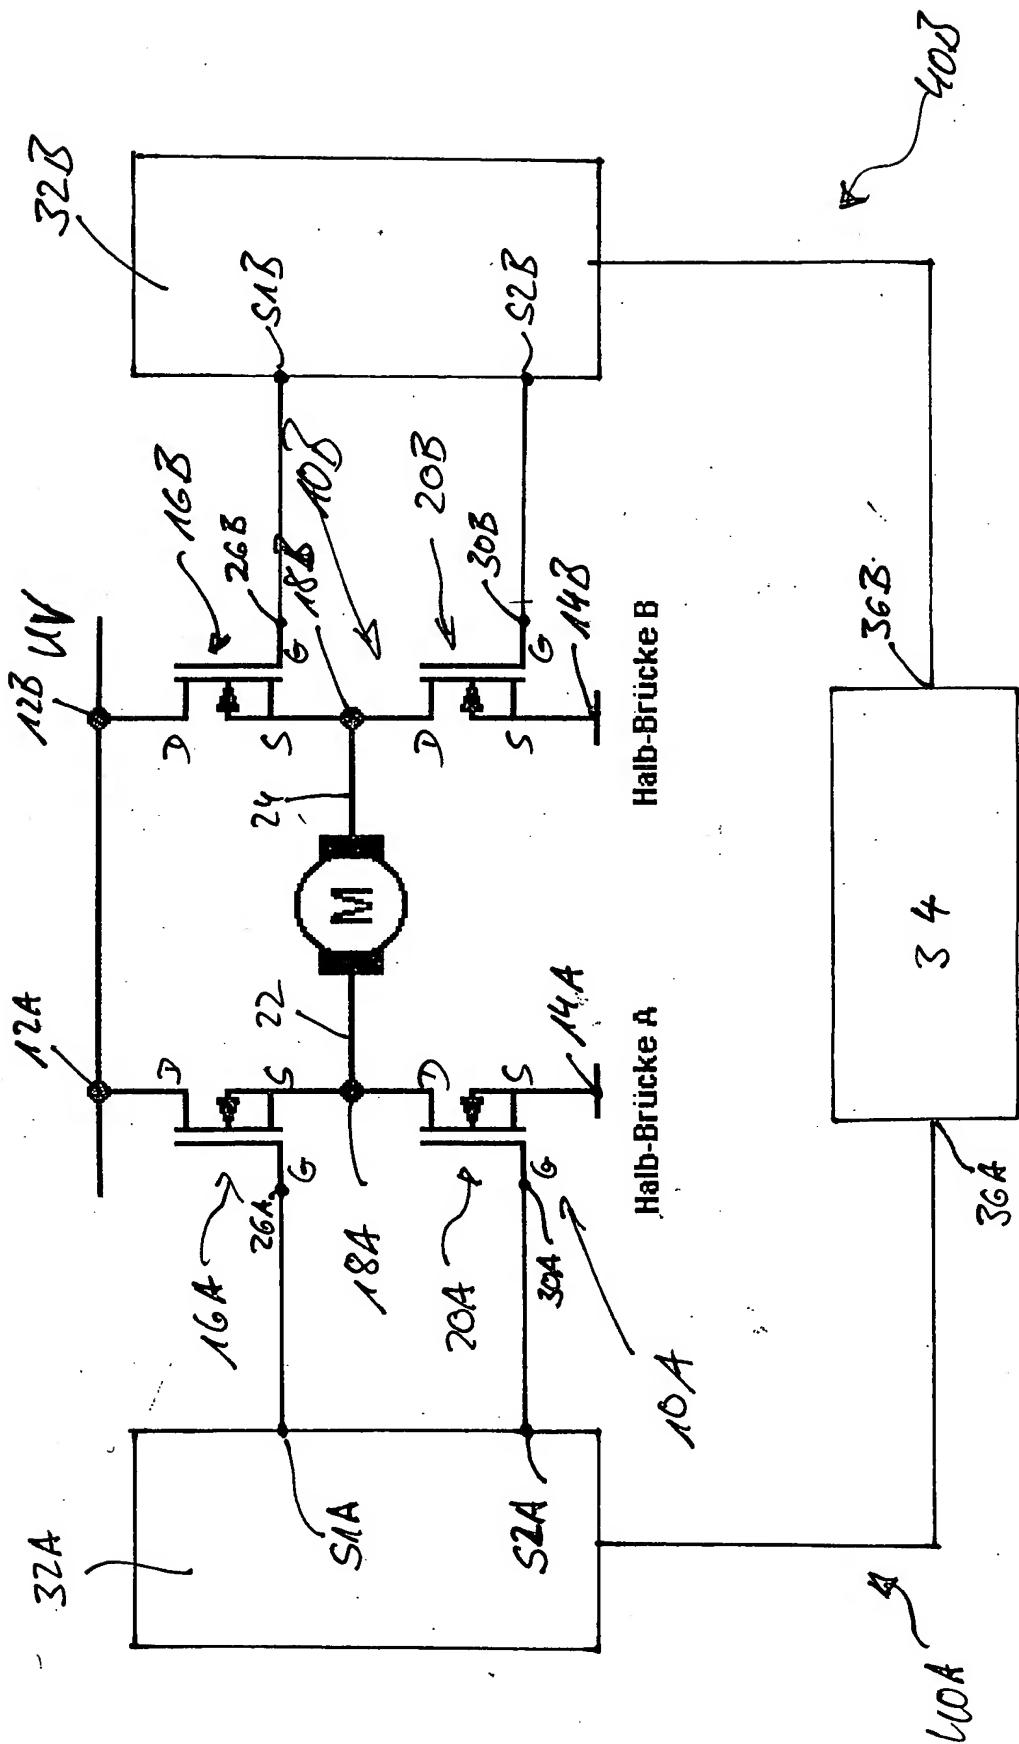 12A
12B
UV
32A
32B
16A
D
26A
G
S
D
16B
26B
G
S
S1A
S1B
18A
22
M
24
18B
10B
20A
D
G
30A
S
D
20B
30B
G
S
S2A
S2B
10A
14A
14B
Halb-Brücke A
Halb-Brücke B
34
36A
36B
40A
40B